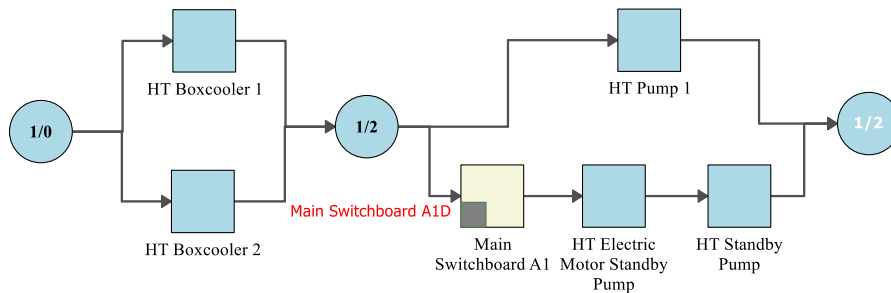 HT Boxcooler 1
HT Pump 1
1/0
1/2
1/2
Main Switchboard A1D
HT Boxcooler 2
Main
Switchboard A1
HT Electric
Motor Standby
Pump
HT Standby
Pump